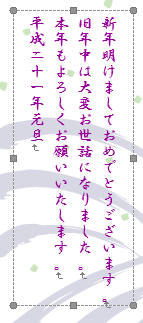 新年明けましておめでとうございます。
旧年中は大変お世話になりました。
本年もよろしくお願いいたします。
平成二十一年元旦